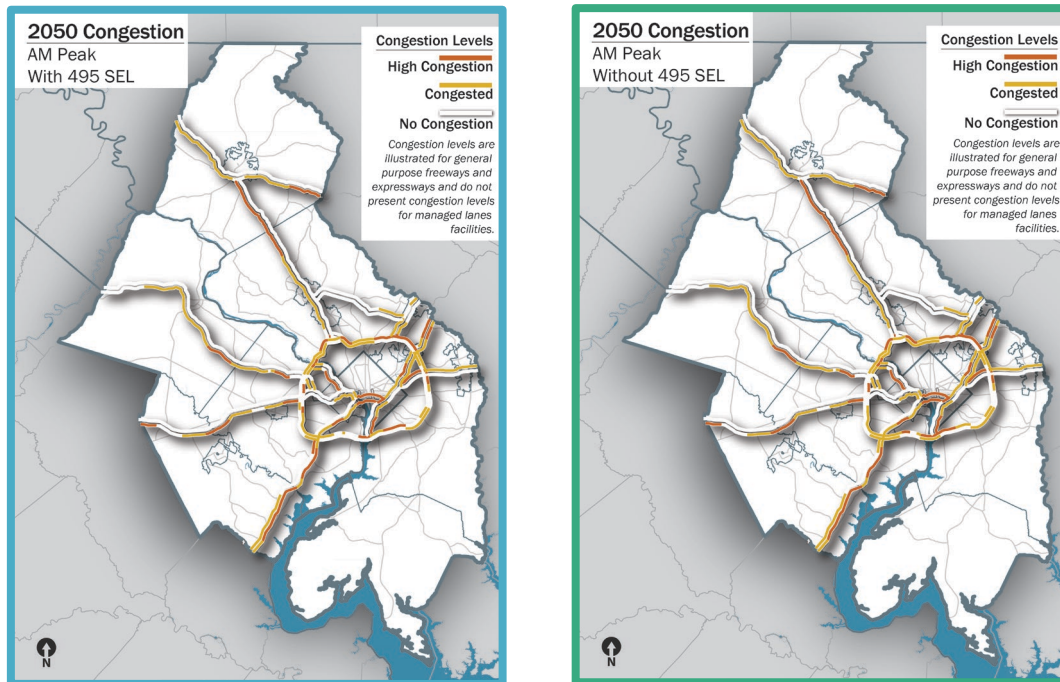 2050 Congestion
AM Peak
With 495 SEL
Congestion Levels
High Congestion
Congested
No Congestion
Congestion levels are
illustrated for general
purpose freeways and
expressways and do not
present congestion levels
for managed lanes
facilities.
N
2050 Congestion
AM Peak
Without 495 SEL
Congestion Levels
High Congestion
Congested
No Congestion
Congestion levels are
illustrated for general
purpose freeways and
expressways and do not
present congestion levels
for managed lanes
facilities.
N